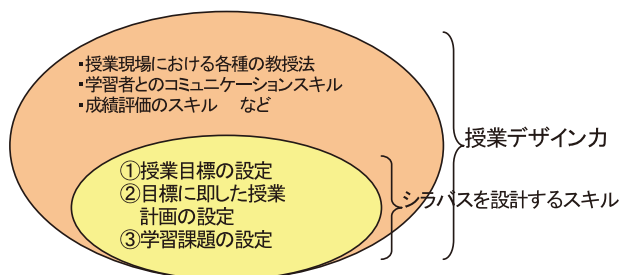 ・授業現場における各種の教授法
・学習者とのコミュニケーションスキル
・成績評価のスキル　など
①授業目標の設定
②目標に即した授業
計画の設定
③学習課題の設定
授業デザイン力
シラバスを設計するスキル